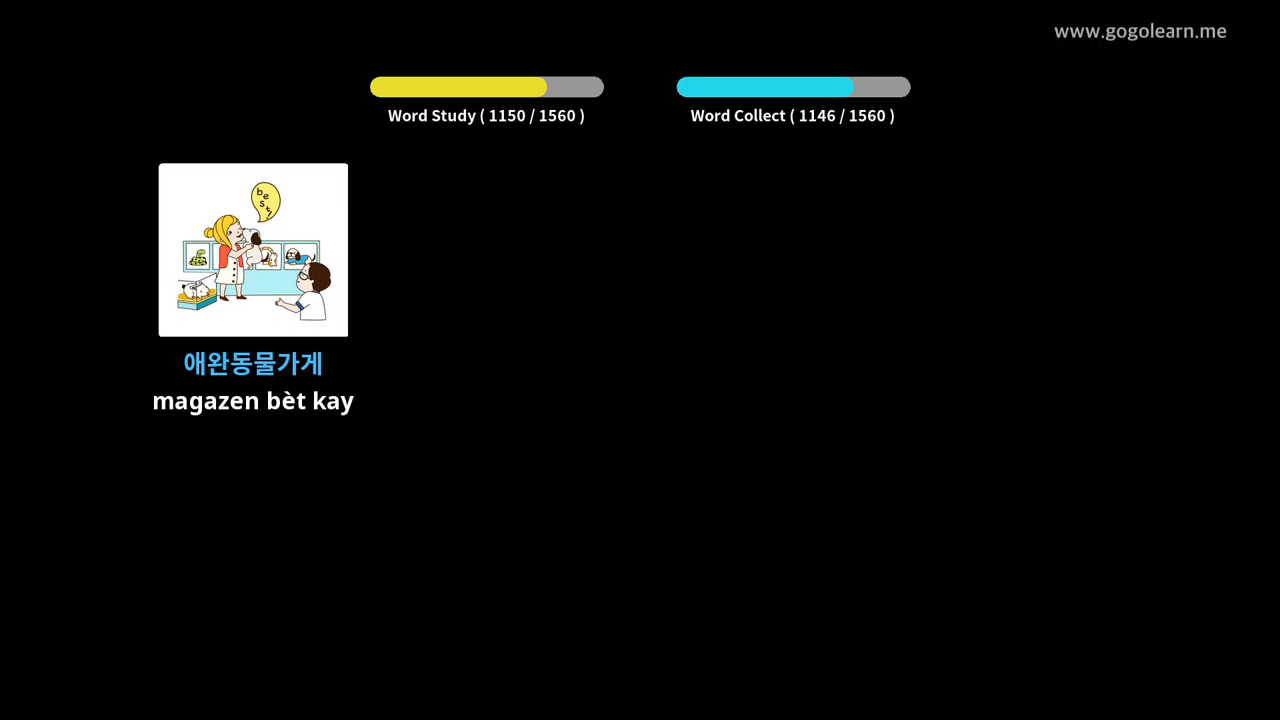 www.gogolearn.me
Word Study ( 1150 / 1560 )
Word Collect ( 1146 / 1560 )
best!
애완동물가게
magazen bèt kay